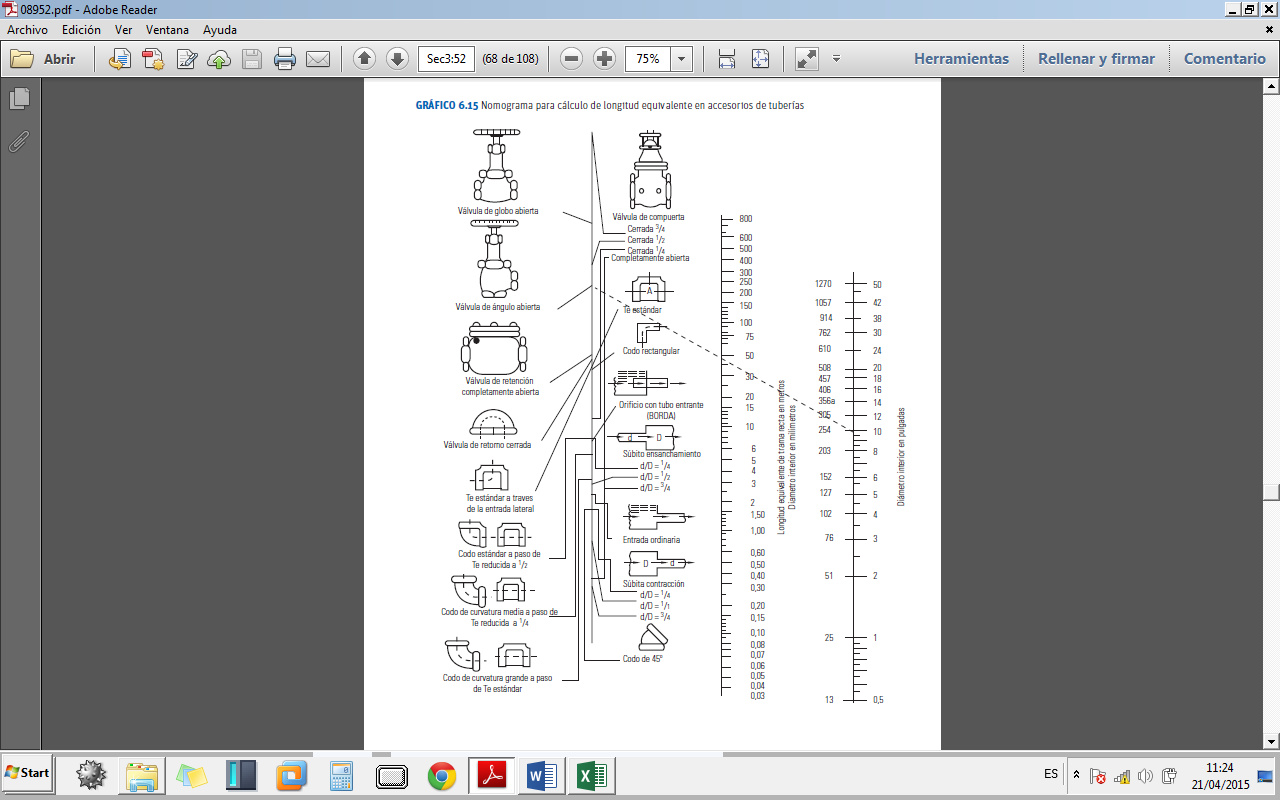 08952.pdf - Adobe Reader
Archivo Edición Ver Ventana Ayuda
Abrir
Sec3:52
(68 de 108)
75%
Herramientas
Rellenar y firmar
Comentario
GRÁFICO 6.15 Nomograma para cálculo de longitud equivalente en accesorios de tuberías
Válvula de globo abierta
Válvula de ángulo abierta
Válvula de retención
completamente abierta
Válvula de retorno cerrada
Te estándar a traves
de la entrada lateral
Codo estándar a paso de
Te reducida a 1/2
Codo de curvatura media a paso de
Te reducida a 1/4
Codo de curvatura grande a paso
de Te estándar
Válvula de compuerta
Cerrada 3/4
Cerrada 1/2
Cerrada 1/4
Completamente abierta
A
Te estándar
Codo rectangular
Orificio con tubo entrante
(BORDA)
d D
Súbito ensanchamiento
d/D = 1/4
d/D = 1/2
d/D = 3/4
Entrada ordinaria
D d
Súbita contracción
d/D = 1/4
d/D = 1/1
d/D = 3/4
Codo de 45º
800
600
500
400
300
250
200
150
100
75
50
30
20
15
10
6
5
4
3
2
1,50
1,00
0,60
0,50
0,40
0,30
0,20
0,15
0,10
0,08
0,07
0,06
0,05
0,04
0,03
Longitud equivalente de trama recta en metros
Diametro interior en milimetros
1270
1057
914
762
610
508
457
406
356a
305
254
203
152
127
102
76
51
25
13
50
42
38
30
24
20
18
16
14
12
10
8
6
5
4
3
2
1
0,5
Diámetro interior en pulgadas
Start
ES
11:24
21/04/2015